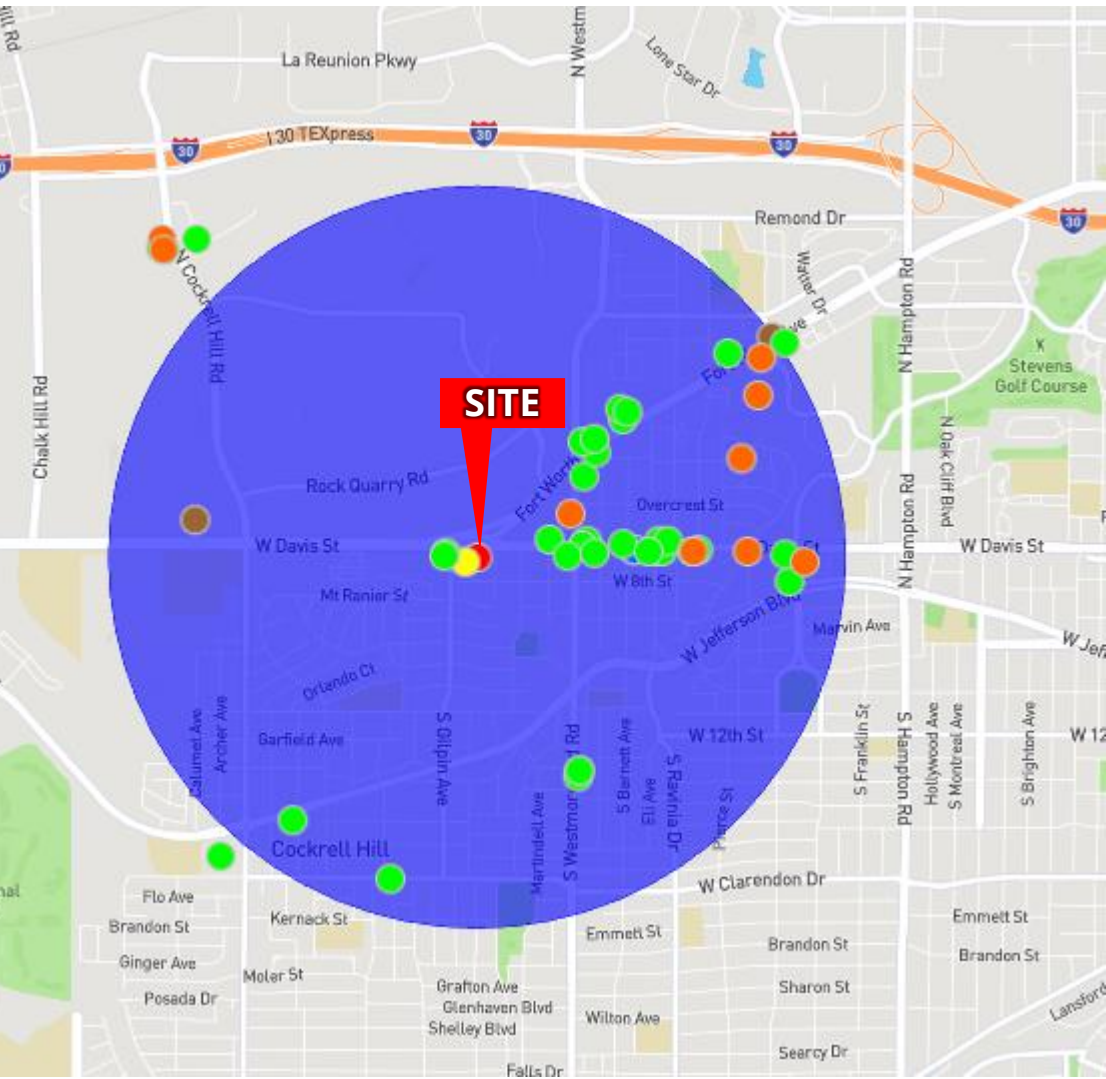 ill Rd
La Reunion Pkwy
N Westm
Lone Star Dr
I 30 TEXpress
30
30
30
30
Remond Dr
N Cockrell Hill Rd
N Hampton Rd
Stevens
Golf Course
Chalk Hill Rd
SITE
Rock Quarry Rd
Fort Worth
Overcrest St
N Oak Cliff Blvd
N Hampton Rd
W Davis St
W Davis St
W 8th St
Mt Ranier St
W Jefferson Blvd
Marvin Ave
W Jeff
Orlando Ct
Calumet Ave
Archer Ave
Garfield Ave
S Gilpin Ave
S Barnett Ave
Eli Ave
S Ravinia Dr
W 12th St
Pierce St
S Franklin St
S Hampton Rd
Hollywood Ave
S Montreal Ave
S Brighton Ave
W 12
Martindell Ave
Cockrell Hill
W Clarendon Dr
nal
Flo Ave
Brandon St
Kernack St
Emmett St
Emmett St
Brandon St
Brandon St
Ginger Ave
Moler St
Posada Dr
Grafton Ave
Glenhaven Blvd
Shelley Blvd
Sharon St
Wilton Ave
Lansford
Searcy Dr
Falls Dr